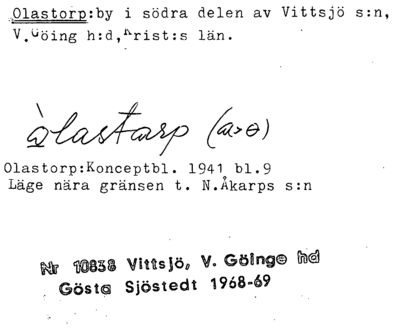 Olastorp:by i södra delen av Vittsjö s:n,
V.Göing h:d,Krist:s län.
òlastarp (a>ɵ)
Olastorp:Konceptbl. 1941 bl.9
Läge nära gränsen t. N.Åkarps s:n
Nr 10838 Vittsjö, V. Göinge hd
Gösta Sjöstedt 1968-69